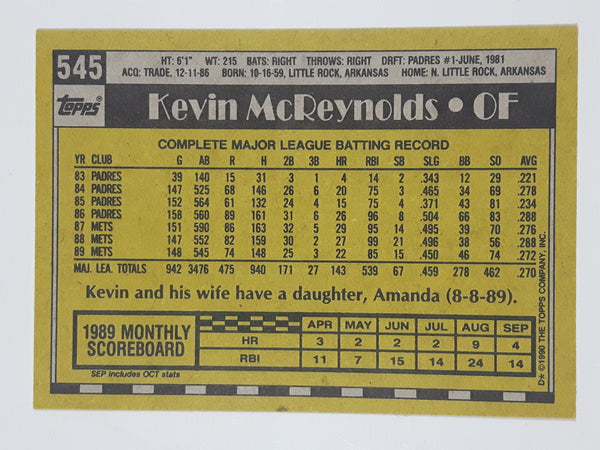 545 HT: 6'1" WT: 215 BATS: RIGHT THROWS: RIGHT DRFT: PADRES #1-JUNE, 1981
ACQ: TRADE, 12-11-86 BORN: 10-16-59, LITTLE ROCK, ARKANSAS HOME: N. LITTLE ROCK, ARKANSAS
Topps® Kevin McReynolds • OF
COMPLETE MAJOR LEAGUE BATTING RECORD
YR CLUB G AB R H 2B 3B HR RBI SB SLG BB SO AVG
83 PADRES 39 140 15 31 3 1 4 14 2 .343 12 29 .221
84 PADRES 147 525 68 146 26 6 20 75 3 .465 34 69 .278
85 PADRES 152 564 61 132 24 4 15 75 4 .371 43 81 .234
86 PADRES 158 560 89 161 31 6 26 96 8 .504 66 83 .288
87 METS 151 590 86 163 32 5 29 95 14 .495 39 70 .276
88 METS 147 552 82 159 30 2 27 99 21 .496 38 56 .288
89 METS 148 545 74 148 25 3 22 85 15 .450 46 74 .272
MAJ. LEA. TOTALS 942 3476 475 940 171 27 143 539 67 .459 278 462 .270
Kevin and his wife have a daughter, Amanda (8-8-89).
1989 MONTHLY SCOREBOARD
SEP includes OCT stats
APR MAY JUN JUL AUG SEP
HR 3 2 2 2 9 4
RBI 11 7 15 14 24 14
D* ©1990 THE TOPPS COMPANY, INC.